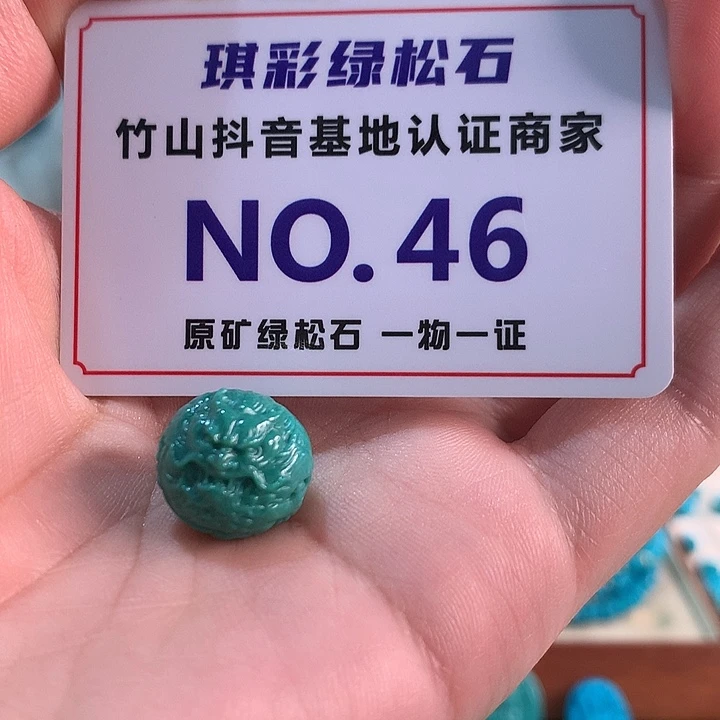 琪彩绿松石
竹山抖音基地认证商家
NO.46
原矿绿松石 一物一证